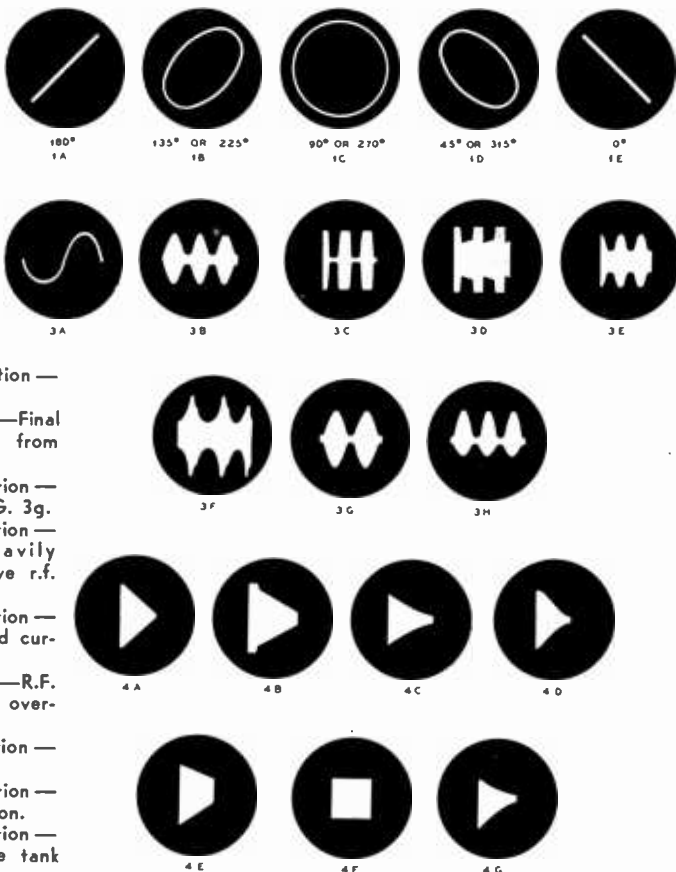 180° 135° OR 225° 90° OR 270° 45° OR 315° 0°
1A 1B 1C 1D 1E
3A 3B 3C 3D 3E
tion —
—Final
from
tion —
G. 3g.
tion —
avily
ve r.f.
tion —
d cur-
—R.F.
over-
tion —
tion —
on.
tion —
e tank
3F 3G 3H
4A 4B 4C 4D
4E 4F 4G